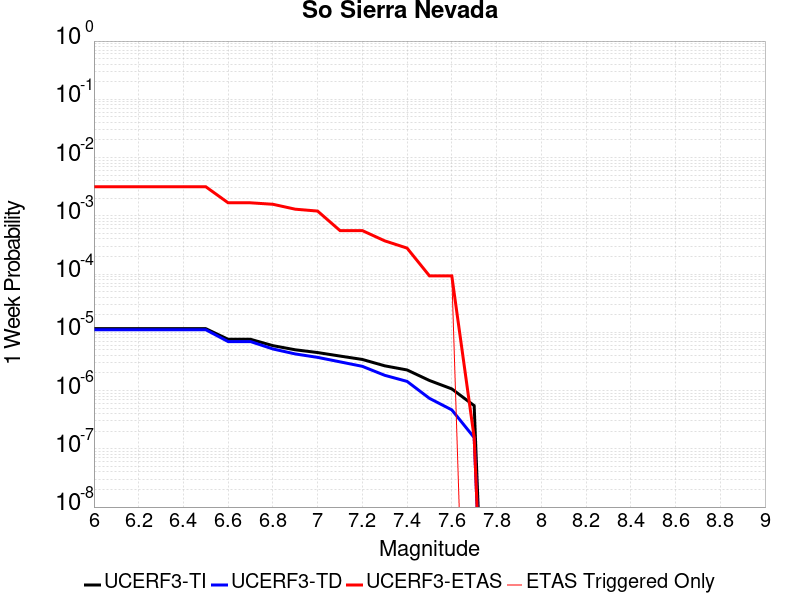 So Sierra Nevada
1 Week Probability
10^0
10^-1
10^-2
10^-3
10^-4
10^-5
10^-6
10^-7
10^-8
6 6.2 6.4 6.6 6.8 7 7.2 7.4 7.6 7.8 8 8.2 8.4 8.6 8.8 9
Magnitude
UCERF3-TI UCERF3-TD UCERF3-ETAS ETAS Triggered Only